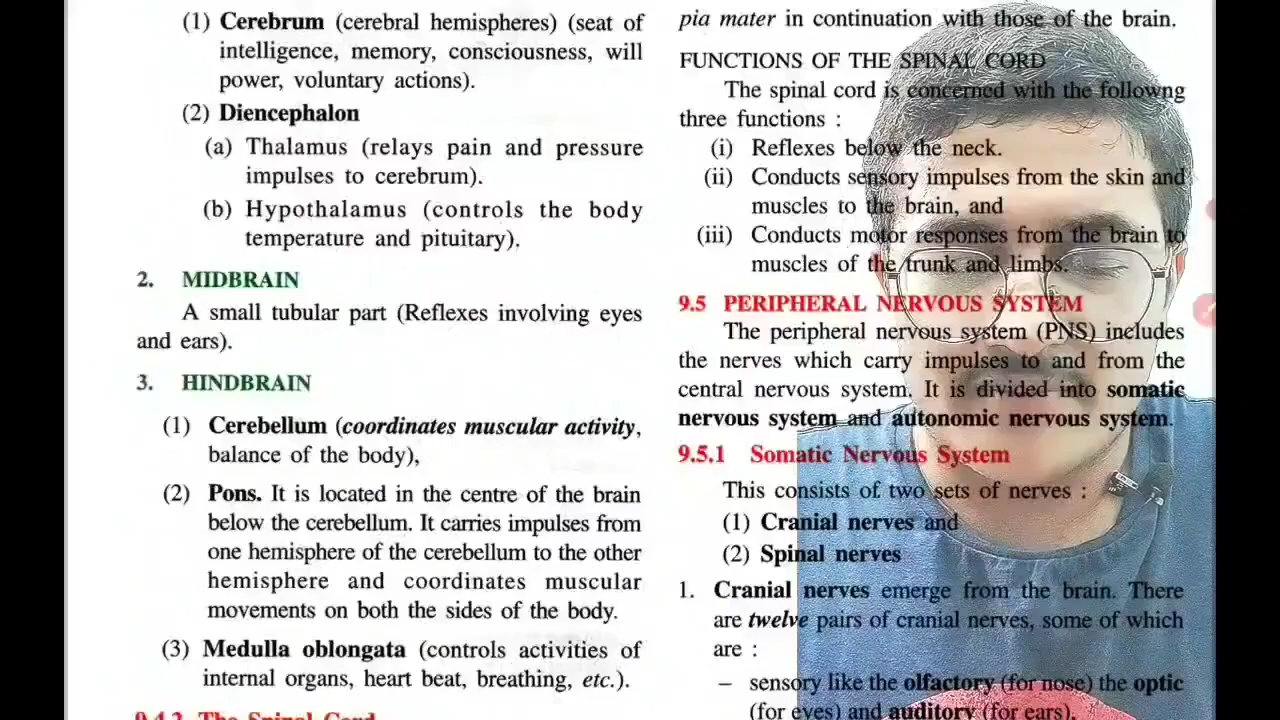 (1) Cerebrum (cerebral hemispheres) (seat of
intelligence, memory, consciousness, will
power, voluntary actions).
(2) Diencephalon
(a) Thalamus (relays pain and pressure
impulses to cerebrum).
(b) Hypothalamus (controls the body
temperature and pituitary).
2. MIDBRAIN
A small tubular part (Reflexes involving eyes
and ears).
3. HINDBRAIN
(1) Cerebellum (coordinates muscular activity,
balance of the body),
(2) Pons. It is located in the centre of the brain
below the cerebellum. It carries impulses from
one hemisphere of the cerebellum to the other
hemisphere and coordinates muscular
movements on both the sides of the body.
(3) Medulla oblongata (controls activities of
internal organs, heart beat, breathing, etc.).
9.4.2 The Spinal Cord
pia mater in continuation with those of the brain.
FUNCTIONS OF THE SPINAL CORD
The spinal cord is concerned with the followng
three functions :
(i) Reflexes below the neck.
(ii) Conducts sensory impulses from the skin and
muscles to the brain, and
(iii) Conducts motor responses from the brain to
muscles of the trunk and limbs.
9.5 PERIPHERAL NERVOUS SYSTEM
The peripheral nervous system (PNS) includes
the nerves which carry impulses to and from the
central nervous system. It is divided into somatic
nervous system and autonomic nervous system.
9.5.1 Somatic Nervous System
This consists of two sets of nerves :
(1) Cranial nerves and
(2) Spinal nerves
1. Cranial nerves emerge from the brain. There
are twelve pairs of cranial nerves, some of which
are :
– sensory like the olfactory (for nose) the optic
(for eyes) and auditory (for ears).